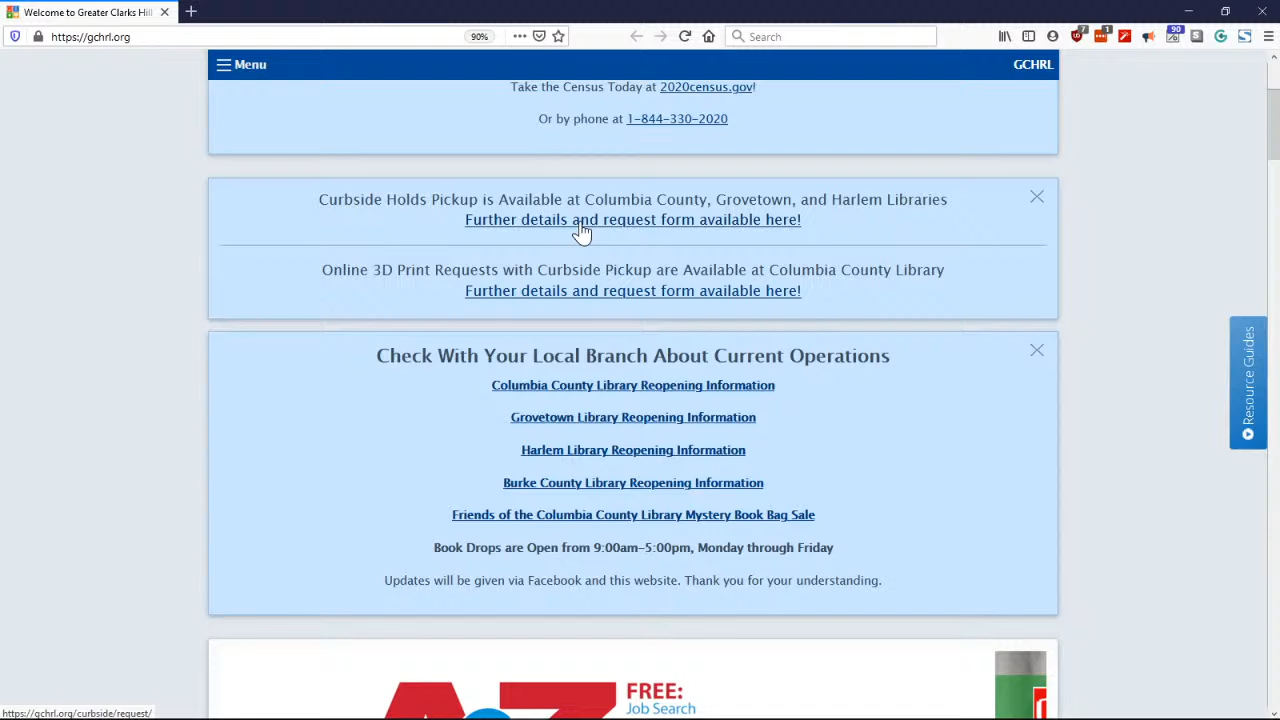 Welcome to Greater Clarks Hill
https://gchrl.org
90%
Search
7
1
90
Menu
GCHRL
Take the Census Today at 2020census.gov!
Or by phone at 1-844-330-2020
Curbside Holds Pickup is Available at Columbia County, Grovetown, and Harlem Libraries
Further details and request form available here!
Online 3D Print Requests with Curbside Pickup are Available at Columbia County Library
Further details and request form available here!
Check With Your Local Branch About Current Operations
Columbia County Library Reopening Information
Grovetown Library Reopening Information
Harlem Library Reopening Information
Burke County Library Reopening Information
Friends of the Columbia County Library Mystery Book Bag Sale
Book Drops are Open from 9:00am-5:00pm, Monday through Friday
Updates will be given via Facebook and this website. Thank you for your understanding.
Resource Guides
FREE:
Job Search
https://gchrl.org/curbside/request/